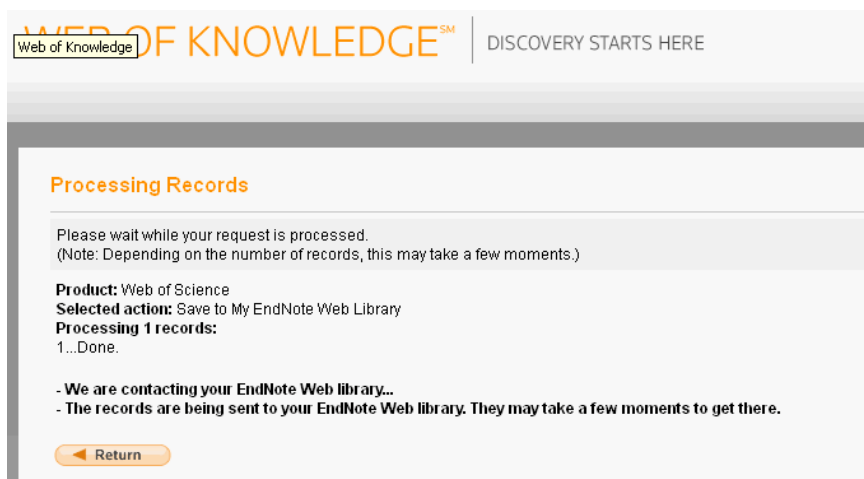 Web of Knowledge OF KNOWLEDGE℠ DISCOVERY STARTS HERE
Processing Records
Please wait while your request is processed.
(Note: Depending on the number of records, this may take a few moments.)
Product: Web of Science
Selected action: Save to My EndNote Web Library
Processing 1 records:
1...Done.
- We are contacting your EndNote Web library...
- The records are being sent to your EndNote Web library. They may take a few moments to get there.
Return